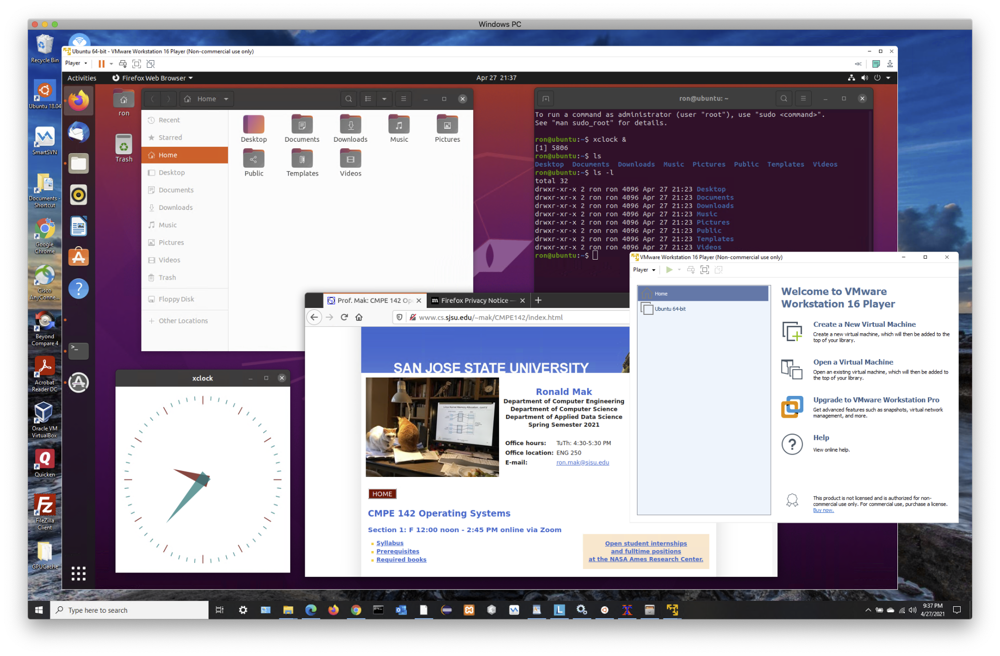 Windows PC
Recycle Bin
Ubuntu 18.04
SmartSVN
Documents -
Shortcut
Google
Chrome
Cisco
AnyConne...
Beyond
Compare 4
Acrobat
Reader DC
Oracle VM
VirtualBox
Quicken
FileZilla
Client
GPUCache
Ubuntu 64-bit - VMware Workstation 16 Player (Non-commercial use only)
Player
Activities
Firefox Web Browser
Apr 27 21:37
ron
Trash
Home
Recent
Starred
Home
Desktop
Documents
Downloads
Music
Pictures
Videos
Trash
Floppy Disk
+ Other Locations
Desktop
Documents
Downloads
Music
Pictures
Public
Templates
Videos
ron@ubuntu: ~
To run a command as administrator (user "root"), use "sudo <command>".
See "man sudo_root" for details.
ron@ubuntu:~$ xclock &
[1] 5806
ron@ubuntu:~$ ls
Desktop Documents Downloads Music Pictures Public Templates Videos
ron@ubuntu:~$ ls -l
total 32
drwxr-xr-x 2 ron ron 4096 Apr 27 21:23 Desktop
drwxr-xr-x 2 ron ron 4096 Apr 27 21:23 Documents
drwxr-xr-x 2 ron ron 4096 Apr 27 21:23 Downloads
drwxr-xr-x 2 ron ron 4096 Apr 27 21:23 Music
drwxr-xr-x 2 ron ron 4096 Apr 27 21:23 Pictures
drwxr-xr-x 2 ron ron 4096 Apr 27 21:23 Public
drwxr-xr-x 2 ron ron 4096 Apr 27 21:23 Templates
drwxr-xr-x 2 ron ron 4096 Apr 27 21:23 Videos
ron@ubuntu:~$
xclock
Prof. Mak: CMPE 142 Op
Firefox Privacy Notice —
www.cs.sjsu.edu/~mak/CMPE142/index.html
SAN JOSE STATE UNIVERSITY
Linux Kernel Memory Allocation, cont'd
Ronald Mak
Department of Computer Engineering
Department of Computer Science
Department of Applied Data Science
Spring Semester 2021
Office hours: TuTh: 4:30-5:30 PM
Office location: ENG 250
E-mail: ron.mak@sjsu.edu
HOME
CMPE 142 Operating Systems
Section 1: F 12:00 noon - 2:45 PM online via Zoom
Syllabus
Prerequisites
Required books
Open student internships
and fulltime positions
at the NASA Ames Research Center.
VMware Workstation 16 Player (Non-commercial use only)
Player
Home
Ubuntu 64-bit
Welcome to VMware
Workstation 16 Player
Create a New Virtual Machine
Create a new virtual machine, which will then be added to the
top of your library.
Open a Virtual Machine
Open an existing virtual machine, which will then be added to
the top of your library.
Upgrade to VMware Workstation Pro
Get advanced features such as snapshots, virtual network
management, and more.
Help
View online help.
This product is not licensed and is authorized for non-
commercial use only. For commercial use, purchase a license.
Buy now.
Type here to search
9:37 PM
4/27/2021